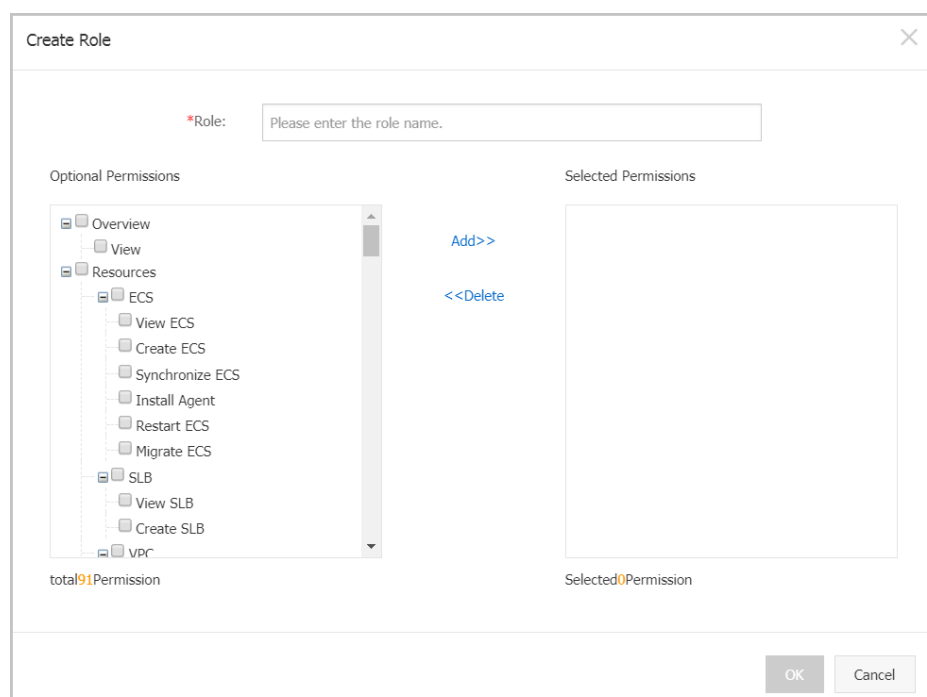 Create Role
*Role:
Please enter the role name.
Optional Permissions
Selected Permissions
Overview
View
Resources
ECS
View ECS
Create ECS
Synchronize ECS
Install Agent
Restart ECS
Migrate ECS
SLB
View SLB
Create SLB
VPC
Add>>
<<Delete
total91Permission
Selected0Permission
OK
Cancel